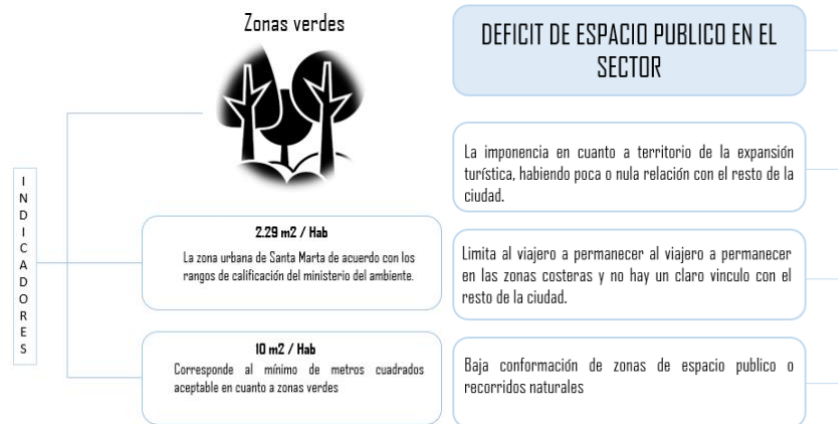 Zonas verdes
INDICADORES
2.29 m2 / Hab
La zona urbana de Santa Marta de acuerdo con los
rangos de calificación del ministerio del ambiente.
10 m2 / Hab
Corresponde al mínimo de metros cuadrados
aceptable en cuanto a zonas verdes
DEFICIT DE ESPACIO PUBLICO EN EL
SECTOR
La imponencia en cuanto a territorio de la expansión
turística, habiendo poca o nula relación con el resto de la
ciudad.
Limita al viajero a permanecer al viajero a permanecer
en las zonas costeras y no hay un claro vinculo con el
resto de la ciudad.
Baja conformación de zonas de espacio publico o
recorridos naturales